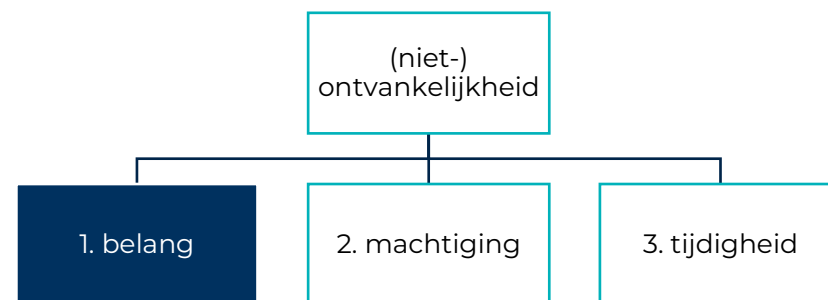 (niet-)
ontvankelijkheid
1. belang
2. machtiging
3. tijdigheid